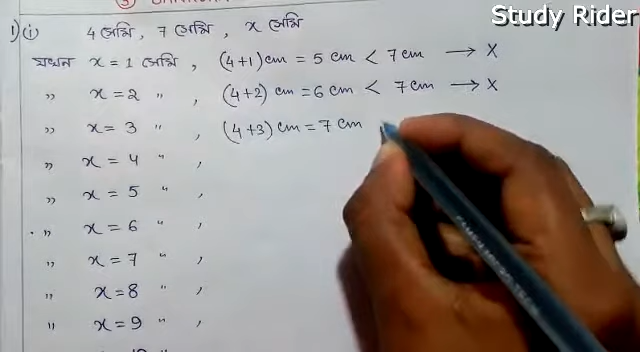 Study Rider
1) (i) 4 সেমি, 7 সেমি, x সেমি
যখন x = 1 সেমি, (4+1) cm = 5 cm < 7 cm → X
" x = 2 ", (4+2) cm = 6 cm < 7 cm → X
" x = 3 ", (4+3) cm = 7 cm
" x = 4 ",
" x = 5 ",
" x = 6 ",
" x = 7 ",
" x = 8 ",
" x = 9 ",